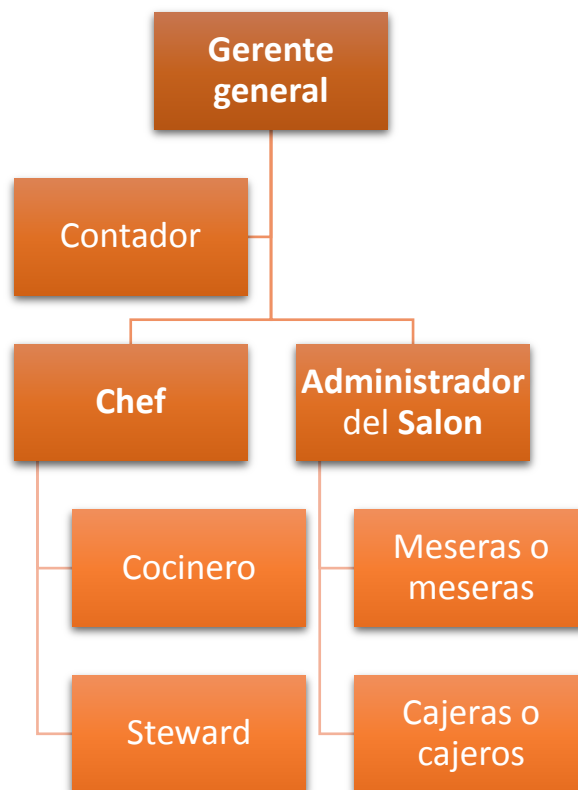 Gerente
general
Contador
Chef
Administrador
del Salon
Cocinero
Meseras o
meseras
Steward
Cajeras o
cajeros